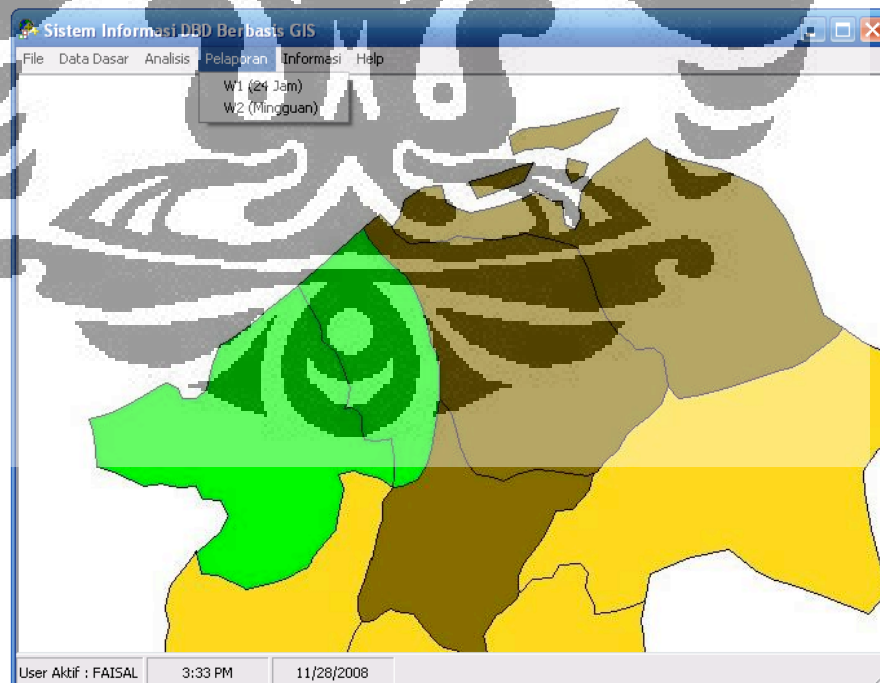 Sistem Informasi DBD Berbasis GIS
File Data Dasar Analisis Pelaporan Informasi Help
W1 (24 Jam)
W2 (Mingguan)
User Aktif : FAISAL 3:33 PM 11/28/2008